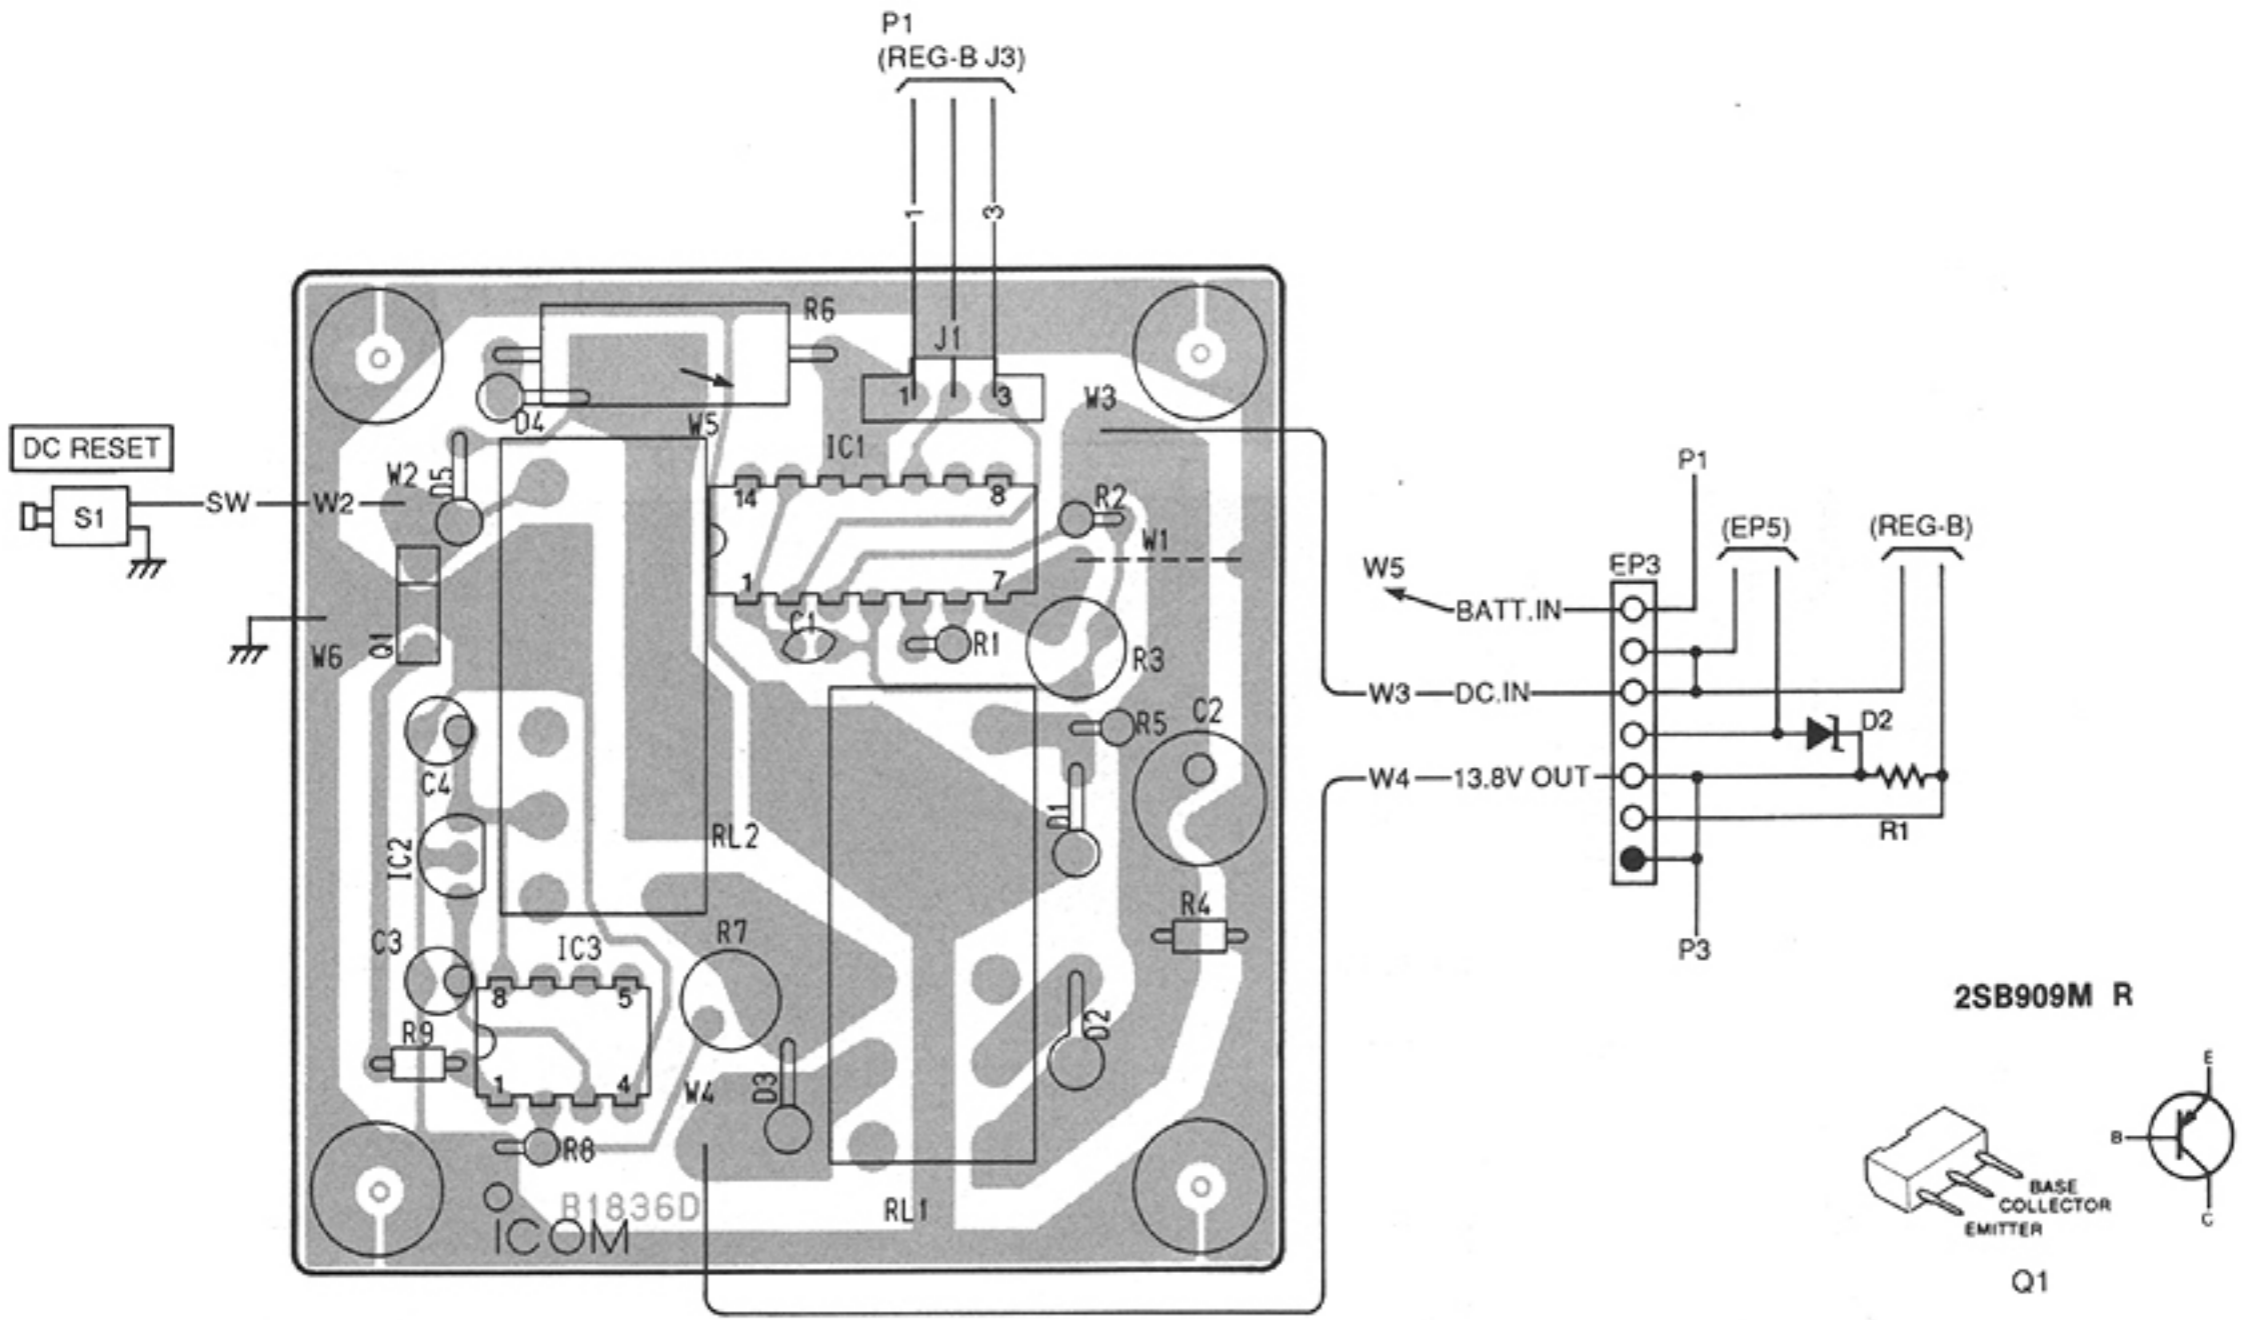 P1
(REG-B J3)
1
3
R6
J1
1
3
W3
D4
W5
IC1
DC RESET
W2
D5
14
8
R2
S1
SW
W2
W1
1
7
C1
R1
W6
Q1
R3
C2
R5
C4
D1
RL2
IC2
R4
C3
IC3
R7
8
5
D2
R9
1
4
W4
D3
R8
B1836D
RL1
iCOM
P1
(EP5)
(REG-B)
W5
EP3
BATT.IN
W3
DC.IN
D2
W4
13.8V OUT
R1
P3
2SB909M R
E
B
BASE
COLLECTOR
EMITTER
C
Q1